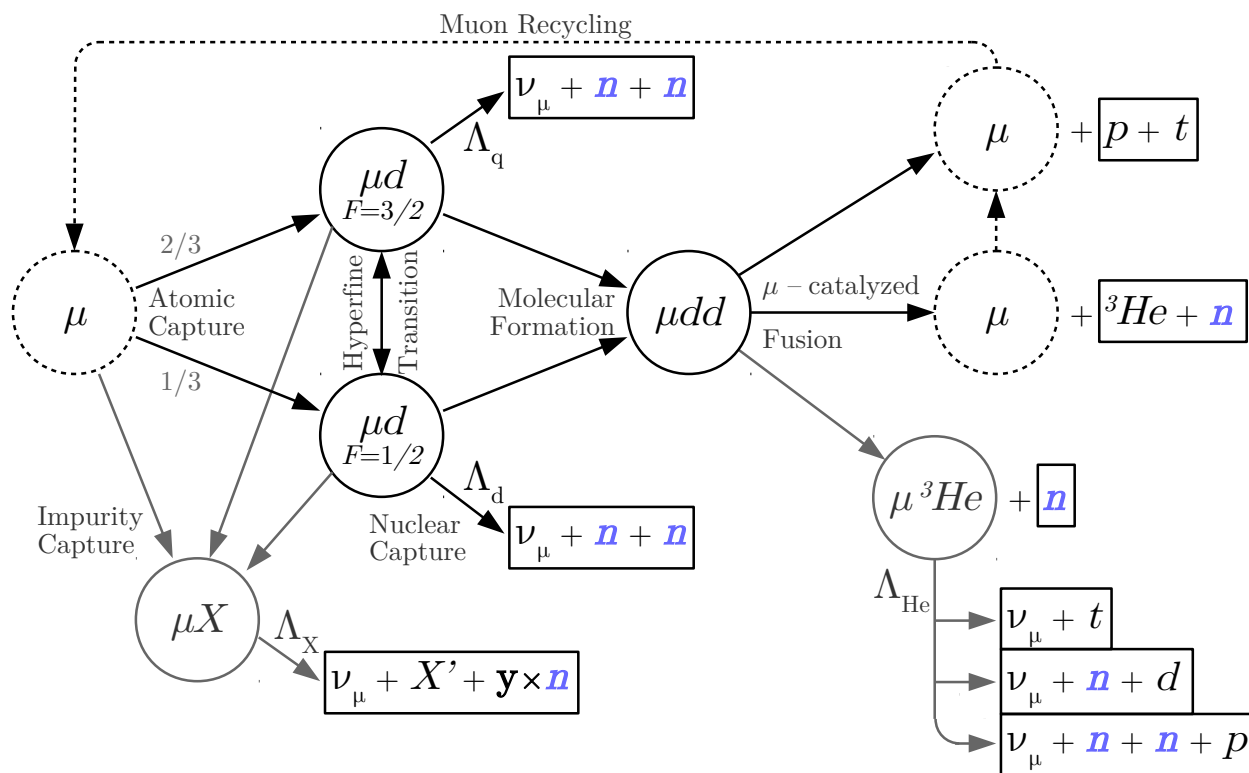 Muon Recycling
ν_μ + n + n
Λ_q
μ
+ p + t
μd
F=3/2
2/3
Atomic
Capture
1/3
μ
Hyperfine
Transition
Molecular
Formation
μdd
μ – catalyzed
Fusion
μ
+ ³He + n
μd
F=1/2
Λ_d
Nuclear
Capture
ν_μ + n + n
μ ³He
+ n
Impurity
Capture
μX
Λ_X
ν_μ + X’ + y×n
Λ_He
ν_μ + t
ν_μ + n + d
ν_μ + n + n + p